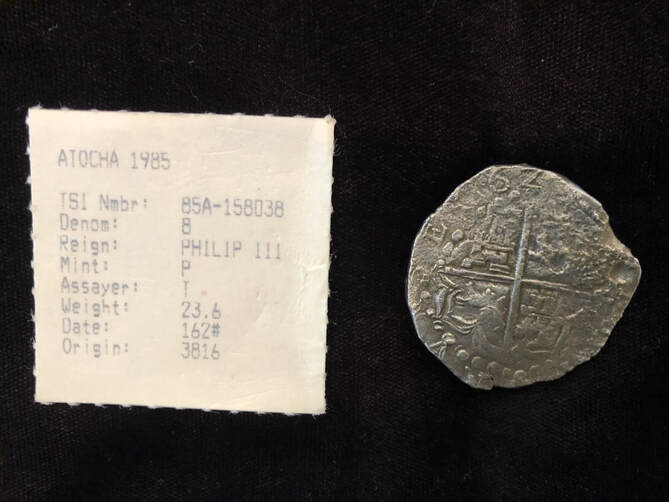 ATOCHA 1985
TSI Nmbr: 85A-158038
Denom: 8
Reign: PHILIP III
Mint: P
Assayer: T
Weight: 23.6
Date: 162#
Origin: 3816
62